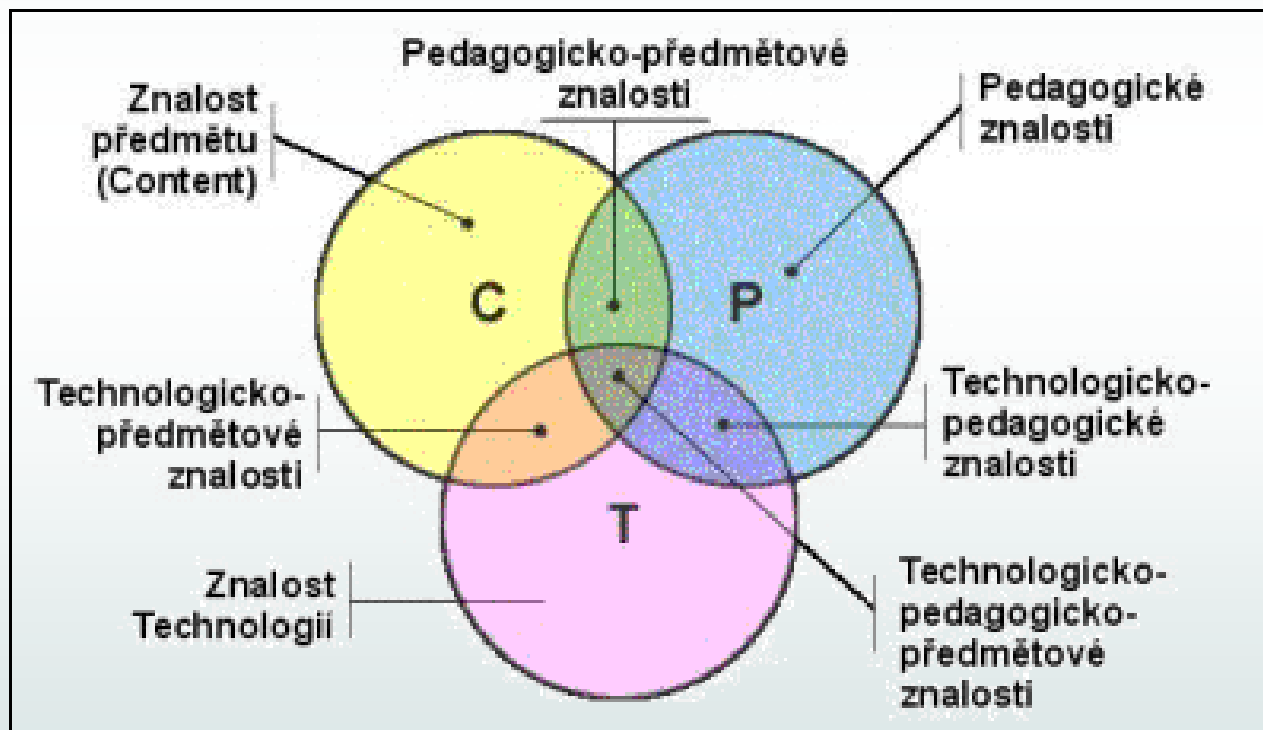 Pedagogicko-předmětové
znalosti
Znalost
předmětu
(Content)
Pedagogické
znalosti
C
P
Technologicko-
předmětové
znalosti
Technologicko-
pedagogické
znalosti
T
Znalost
Technologií
Technologicko-
pedagogicko-
předmětové
znalosti